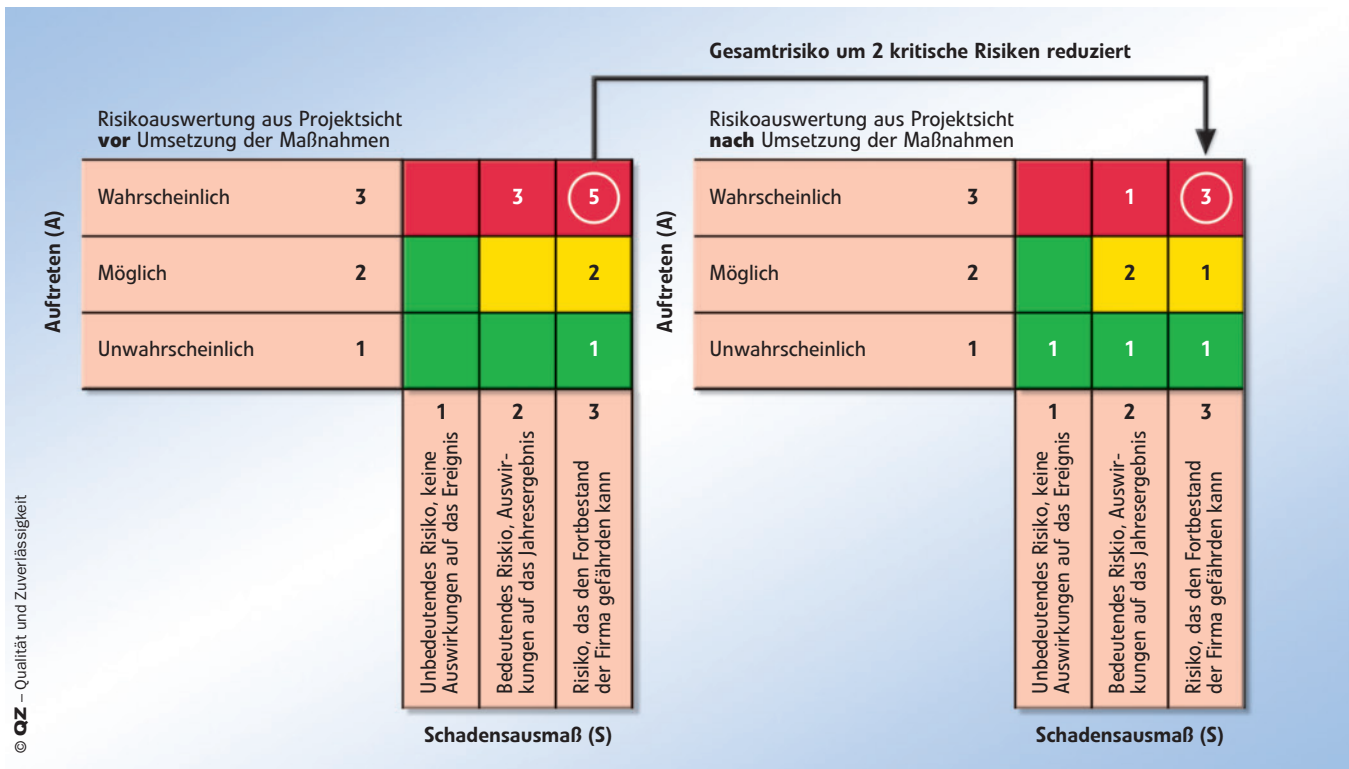 Gesamtrisiko um 2 kritische Risiken reduziert
Risikoauswertung aus Projektsicht
vor Umsetzung der Maßnahmen
Auftreten (A)
Wahrscheinlich 3 3 5
Möglich 2 2
Unwahrscheinlich 1 1
1 2 3
Unbedeutendes Risiko, keine
Auswirkungen auf das Ereignis
Bedeutendes Riskio, Auswir-
kungen auf das Jahresergebnis
Risiko, das den Fortbestand
der Firma gefährden kann
Schadensausmaß (S)
Risikoauswertung aus Projektsicht
nach Umsetzung der Maßnahmen
Auftreten (A)
Wahrscheinlich 3 1 3
Möglich 2 2 1
Unwahrscheinlich 1 1 1 1
1 2 3
Unbedeutendes Risiko, keine
Auswirkungen auf das Ereignis
Bedeutendes Riskio, Auswir-
kungen auf das Jahresergebnis
Risiko, das den Fortbestand
der Firma gefährden kann
Schadensausmaß (S)
© QZ – Qualität und Zuverlässigkeit